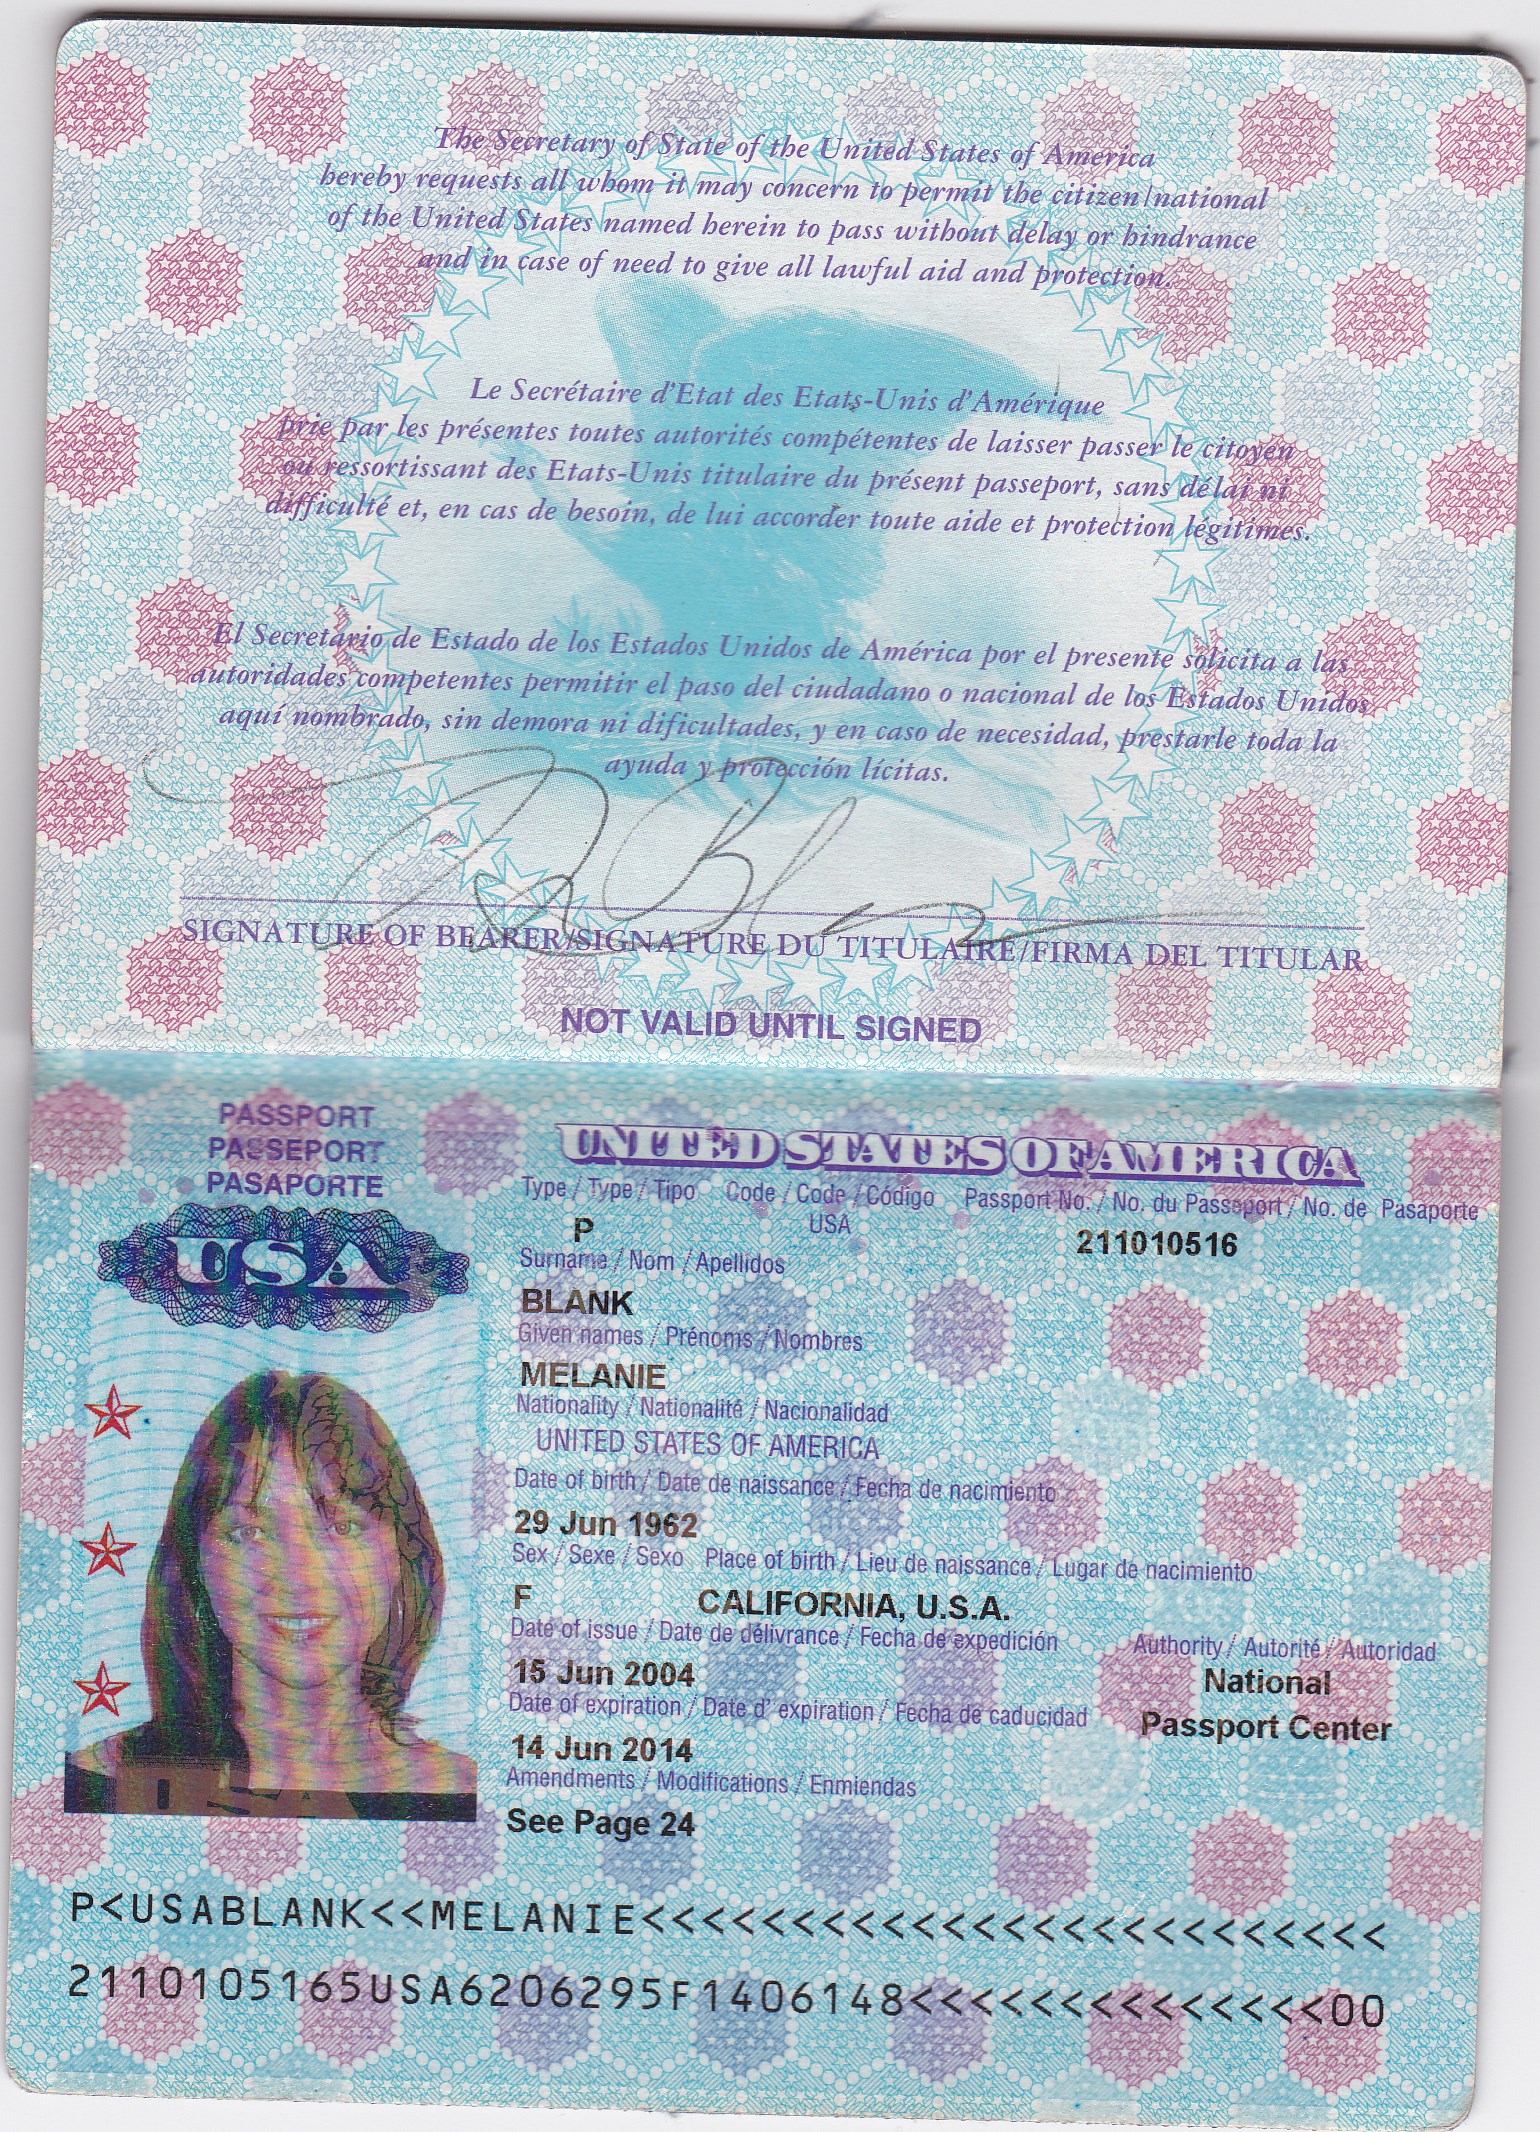 The Secretary of State of the United States of America
hereby requests all whom it may concern to permit the citizen/national
of the United States named herein to pass without delay or hindrance
and in case of need to give all lawful aid and protection.
Le Secrétaire d'Etat des Etats-Unis d'Amérique
prie par les présentes toutes autorités compétentes de laisser passer le citoyen
ou ressortissant des Etats-Unis titulaire du présent passeport, sans délai ni
difficulté et, en cas de besoin, de lui accorder toute aide et protection légitimes.
El Secretario de Estado de los Estados Unidos de América por el presente solicita a las
autoridades competentes permitir el paso del ciudadano o nacional de los Estados Unidos
aquí nombrado, sin demora ni dificultades, y en caso de necesidad, prestarle toda la
ayuda y protección lícitas.
SIGNATURE OF BEARER/SIGNATURE DU TITULAIRE/FIRMA DEL TITULAR
NOT VALID UNTIL SIGNED
PASSPORT
PASSEPORT
PASAPORTE
USA
UNITED STATES OF AMERICA
Type / Type / Tipo Code / Code / Código Passport No. / No. du Passeport / No. de Pasaporte
P USA 211010516
Surname / Nom / Apellidos
BLANK
Given names / Prénoms / Nombres
MELANIE
Nationality / Nationalité / Nacionalidad
UNITED STATES OF AMERICA
Date of birth / Date de naissance / Fecha de nacimiento
29 Jun 1962
Sex / Sexe / Sexo Place of birth / Lieu de naissance / Lugar de nacimiento
F CALIFORNIA, U.S.A.
Date of issue / Date de délivrance / Fecha de expedición Authority / Autorité / Autoridad
15 Jun 2004 National
Date of expiration / Date d' expiration / Fecha de caducidad Passport Center
14 Jun 2014
Amendments / Modifications / Enmiendas
See Page 24
P<USABLANK<<MELANIE<<<<<<<<<<<<<<<<<<<<<<<<<
2110105165USA6206295F1406148<<<<<<<<<<<<<<00